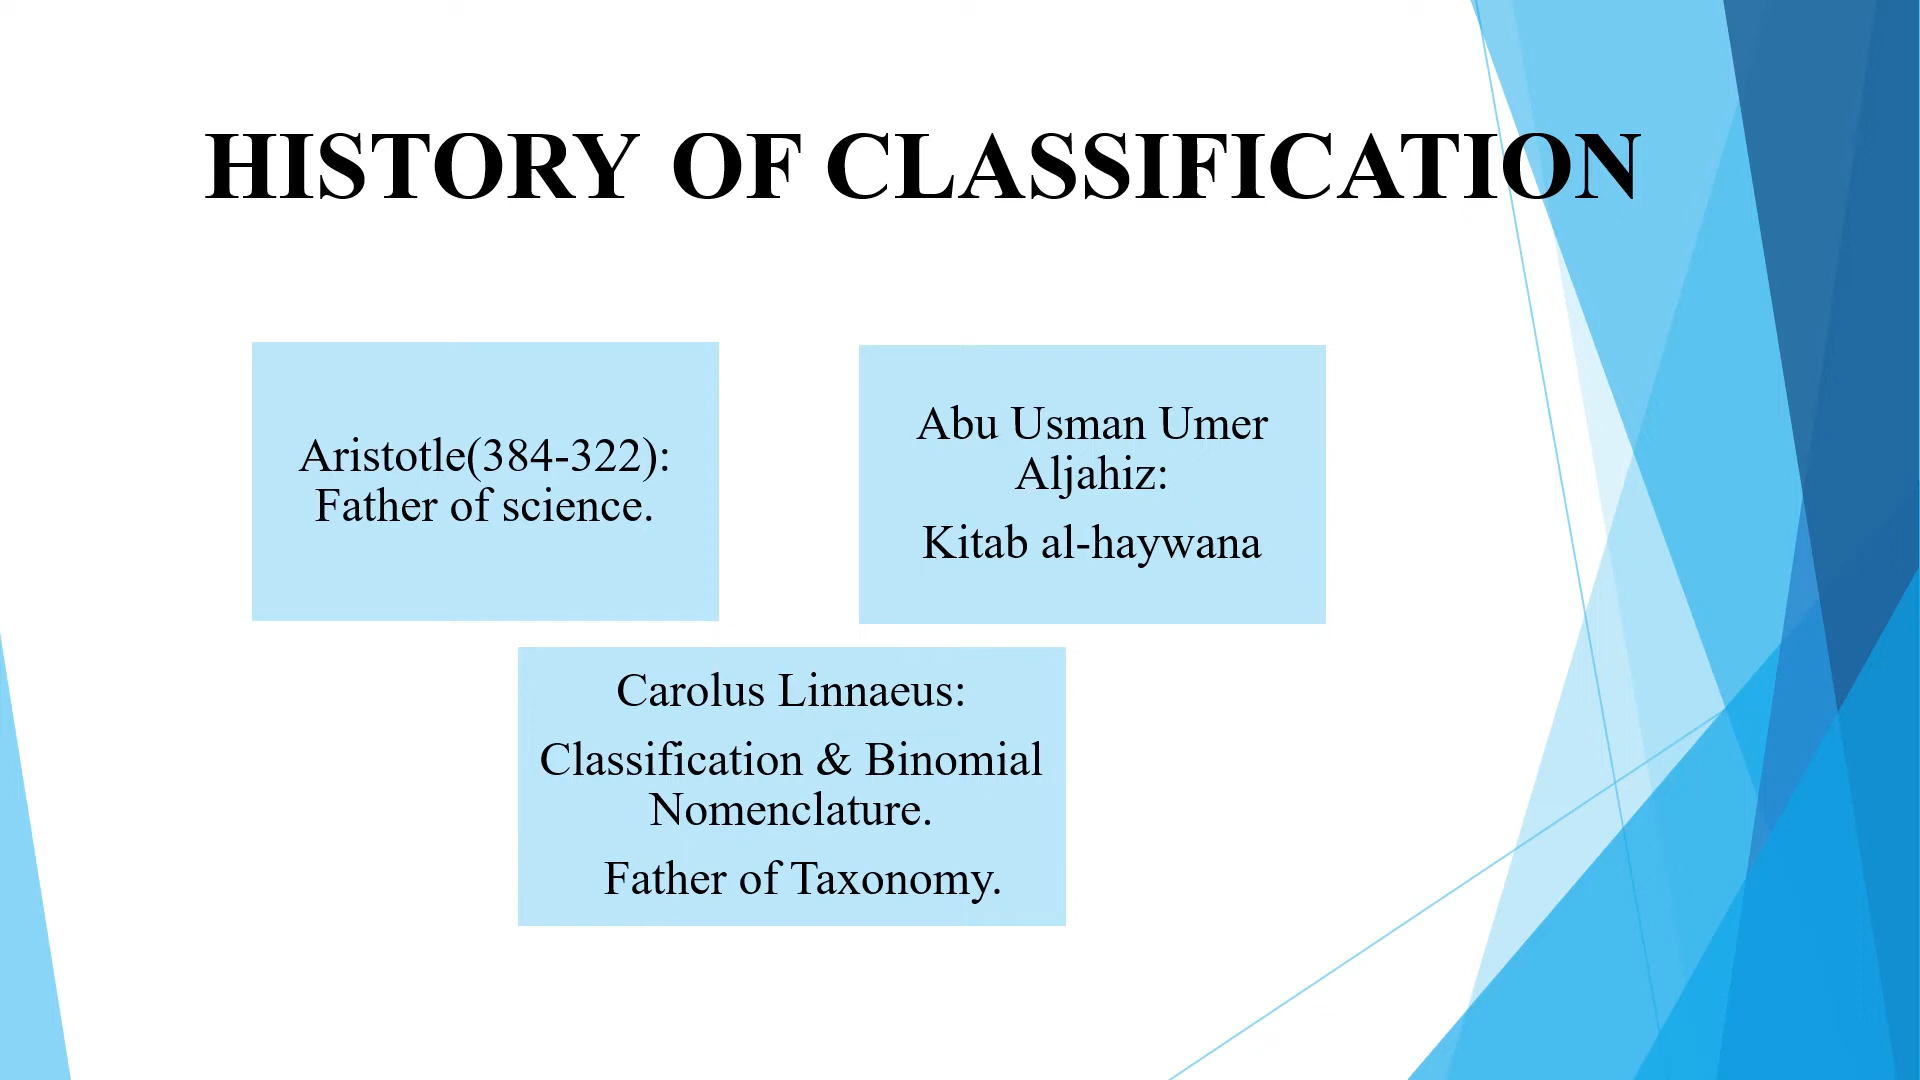 HISTORY OF CLASSIFICATION
Aristotle(384-322):
Father of science.
Abu Usman Umer
Aljahiz:
Kitab al-haywana
Carolus Linnaeus:
Classification & Binomial
Nomenclature.
Father of Taxonomy.